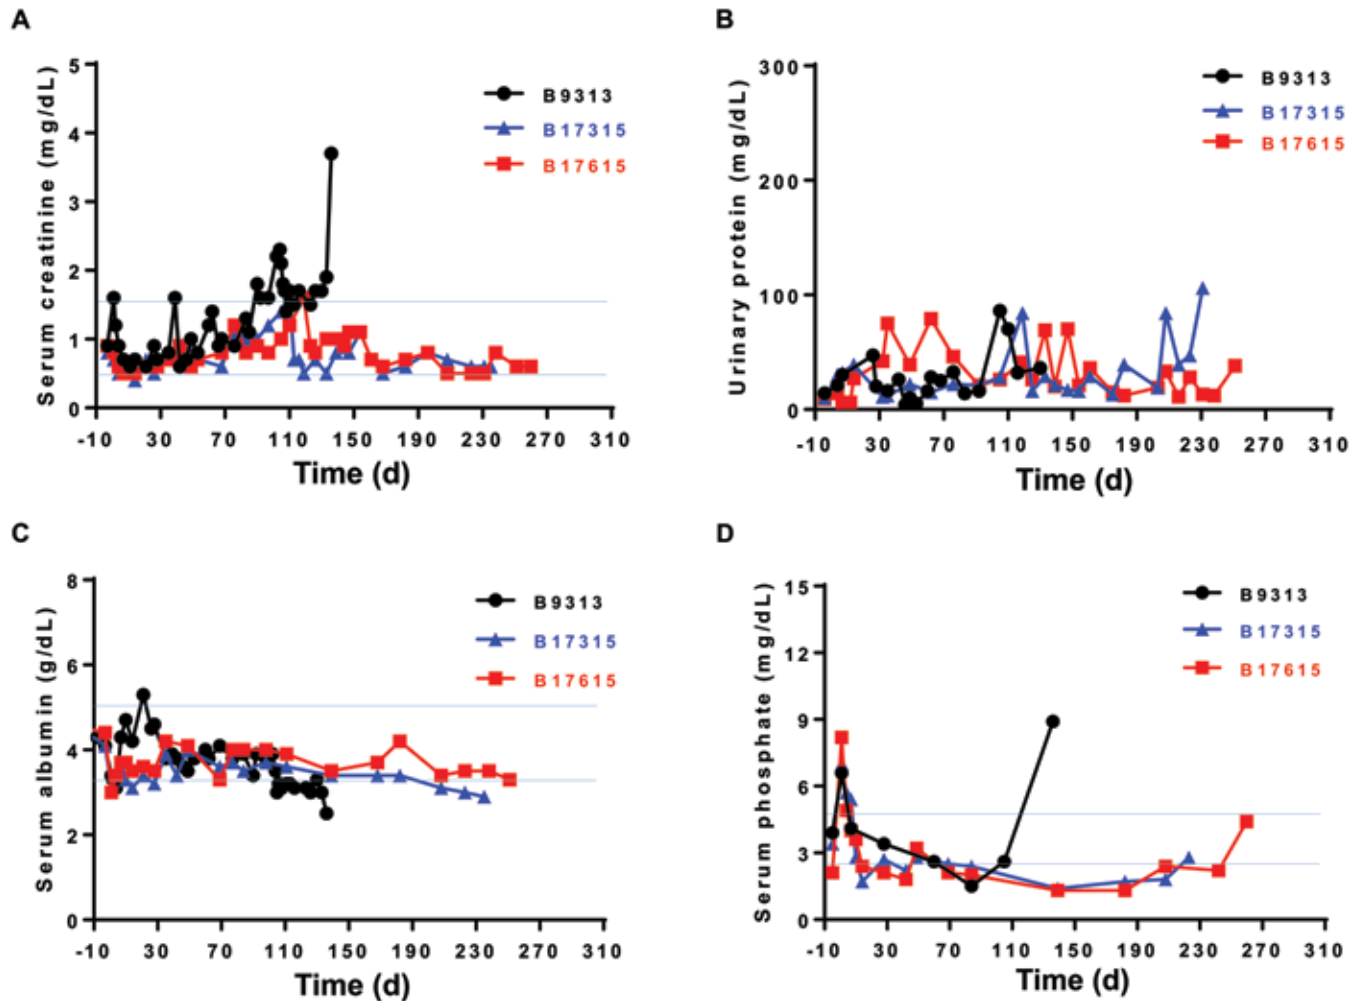 A
Serum creatinine (mg/dL)
5
4
3
2
1
0
-10 30 70 110 150 190 230 270 310
Time (d)
B9313
B17315
B17615
B
Urinary protein (mg/dL)
300
200
100
0
-10 30 70 110 150 190 230 270 310
Time (d)
B9313
B17315
B17615
C
Serum albumin (g/dL)
8
6
4
2
0
-10 30 70 110 150 190 230 270 310
Time (d)
B9313
B17315
B17615
D
Serum phosphate (mg/dL)
15
12
9
6
3
0
-10 30 70 110 150 190 230 270 310
Time (d)
B9313
B17315
B17615